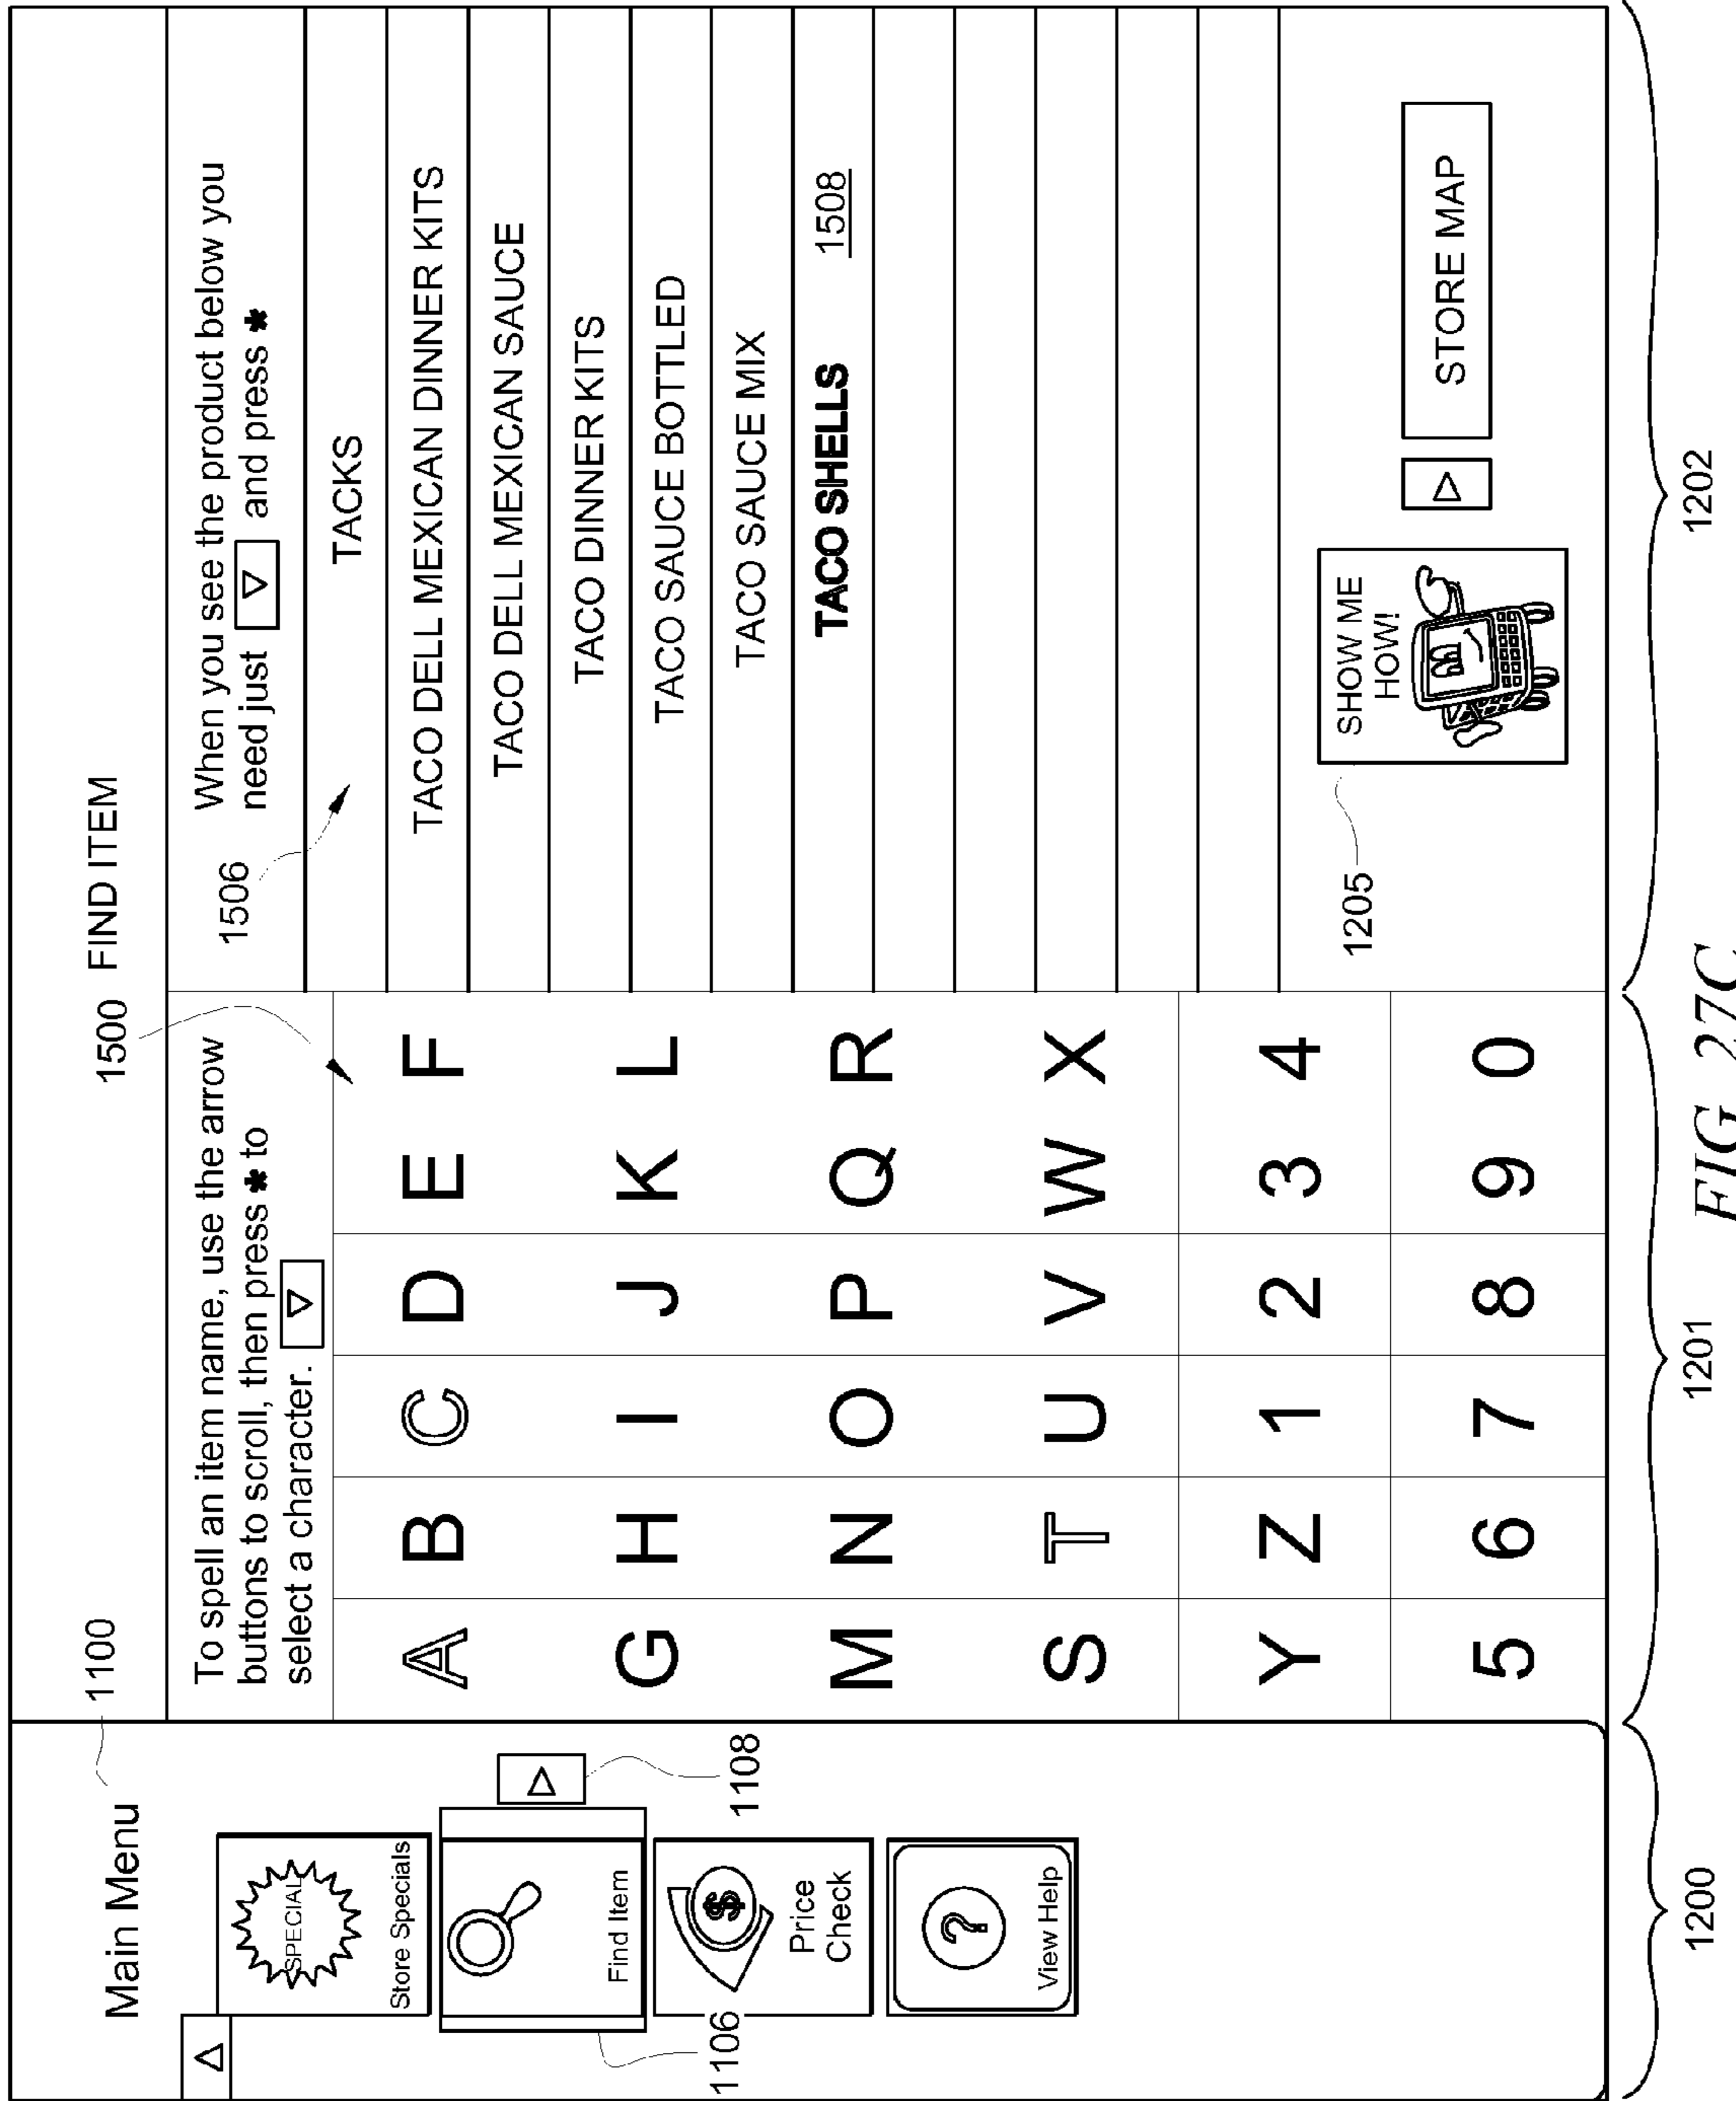 Main Menu
1100
SPECIAL
Store Specials
Find Item
1106
1108
$
Price
Check
?
View Help
1500 FIND ITEM
To spell an item name, use the arrow
buttons to scroll, then press ✱ to
select a character. ▽
A B C D E F
G H I J K L
M N O P Q R
S T U V W X
Y Z 1 2 3 4
5 6 7 8 9 0
1506
When you see the product below you
need just ▽ and press ✱
TACKS
TACO DELL MEXICAN DINNER KITS
TACO DELL MEXICAN SAUCE
TACO DINNER KITS
TACO SAUCE BOTTLED
TACO SAUCE MIX
TACO SHELLS 1508
1205
SHOW ME
HOW!
STORE MAP
1200
1201
1202
FIG. 27C